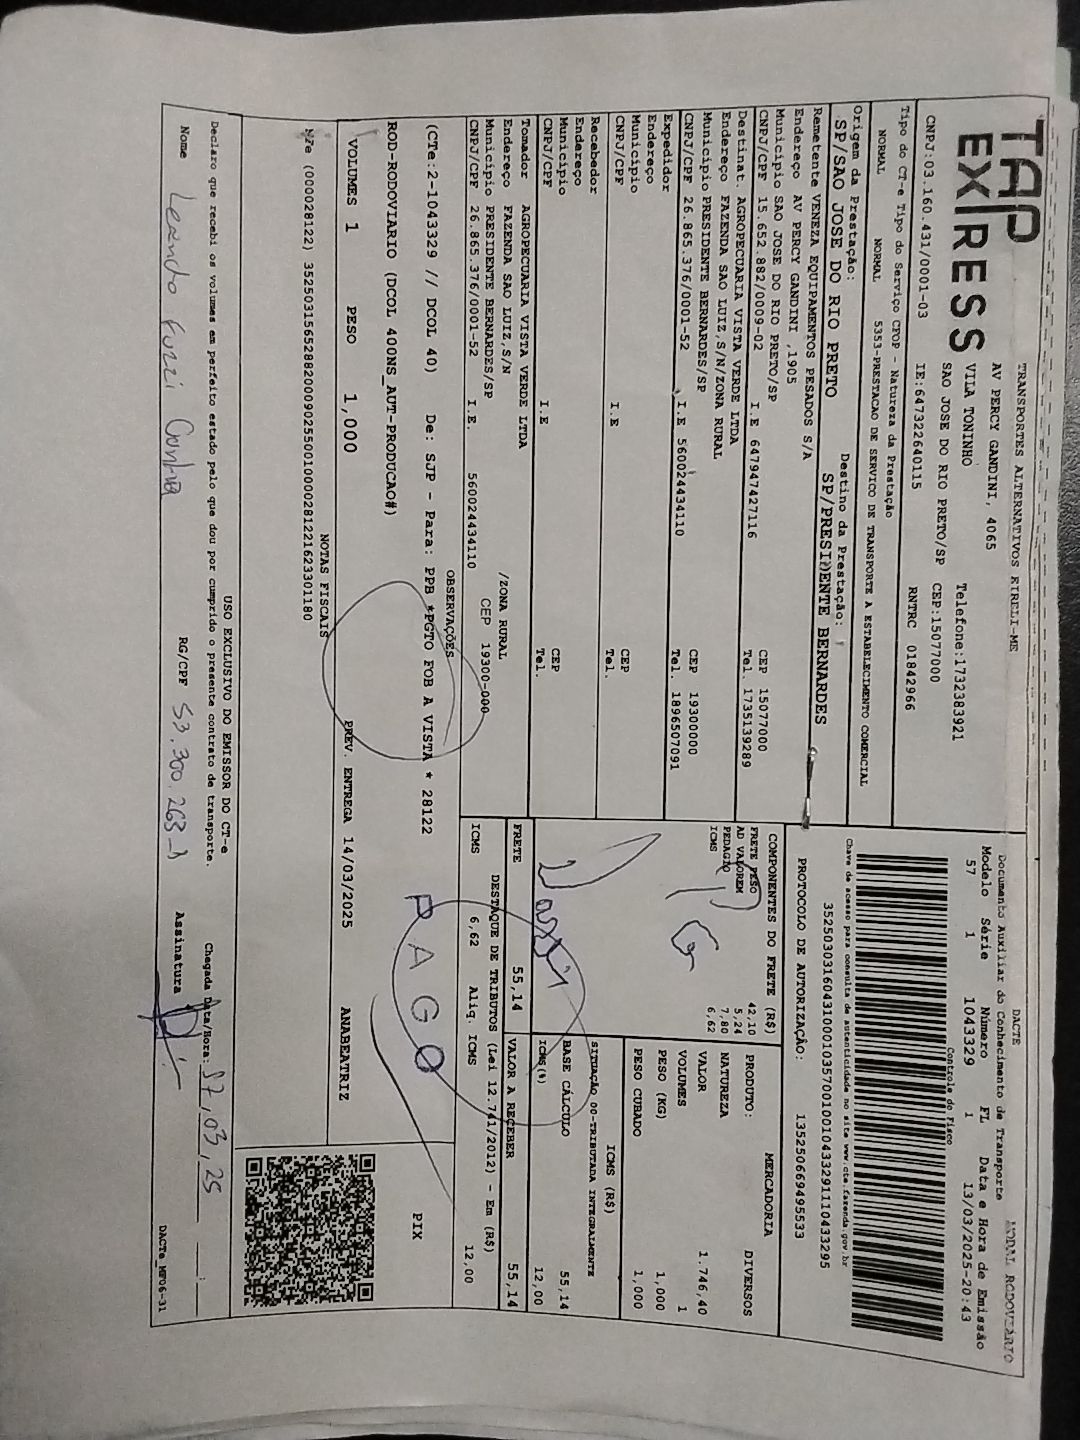 TAP
EXPRESS
TRANSPORTES ALTERNATIVOS EIRELI-ME
AV PERCY GANDINI, 4065
VILA TONINHO
SAO JOSE DO RIO PRETO/SP
Telefone:1732383921
CEP:15077000
CNPJ:03.160.431/0001-03 IE:647322640115 RNTRC 01842966
Tipo do CT-e Tipo do Serviço CFOP - Natureza da Prestação
NORMAL NORMAL 5353-PRESTACAO DE SERVICO DE TRANSPORTE A ESTABELECIMENTO COMERCIAL
Origem da Prestação: Destino da Prestação:
SP/SAO JOSE DO RIO PRETO SP/PRESIDENTE BERNARDES
Remetente VENEZA EQUIPAMENTOS PESADOS S/A
Endereço AV PERCY GANDINI ,1905
Município SAO JOSE DO RIO PRETO/SP CEP 15077000
CNPJ/CPF 15.652.882/0009-02 I.E 647947427116 Tel. 1735139289
Destinat. AGROPECUARIA VISTA VERDE LTDA
Endereço FAZENDA SAO LUIZ,S/N/ZONA RURAL
Município PRESIDENTE BERNARDES/SP CEP 19300000
CNPJ/CPF 26.865.376/0001-52 I.E 560024434110 Tel. 1896507091
Expedidor
Endereço
Município CEP
CNPJ/CPF I.E Tel.
Recebedor
Endereço
Município CEP
CNPJ/CPF I.E Tel.
Tomador AGROPECUARIA VISTA VERDE LTDA
Endereço FAZENDA SAO LUIZ,S/N /ZONA RURAL
Município PRESIDENTE BERNARDES/SP CEP 19300-000
CNPJ/CPF 26.865.376/0001-52 I.E. 560024434110
MODAL RODOVIÁRIO
DACTE
Documento Auxiliar do Conhecimento de Transporte
Modelo Série Número FL Data e Hora de Emissão
57 1 1043329 1 13/03/2025-20:43
Controle do Fisco
Chave de acesso para consulta de autenticidade no site www.cte.fazenda.gov.br
35250303160431000103570010010433291110433295
PROTOCOLO DE AUTORIZAÇÃO: 135250669495533
COMPONENTES DO FRETE (R$)
FRETE PESO 42,10
AD VALOREM 5,24
PEDAGIO 7,80
ICMS 6,62
MERCADORIA
PRODUTO: DIVERSOS
NATUREZA
VALOR 1.746,40
VOLUMES 1
PESO (KG) 1,000
PESO CUBADO 1,000
ICMS (R$)
SITUAÇÃO 00-TRIBUTADA INTEGRALMENTE
BASE CÁLCULO 55,14
ICMS(%) 12,00
FRETE 55,14 VALOR A RECEBER 55,14
DESTAQUE DE TRIBUTOS (Lei 12.741/2012) - Em (R$)
ICMS 6,62 Aliq. ICMS 12,00
OBSERVAÇÕES
(CTe:2-1043329 // DCOL 40) De: SJP - Para: PPB *PGTO FOB A VISTA * 28122
ROD-RODOVIARIO (DCOL 400NS_AUT-PRODUCAO#)
PAGO
PIX
VOLUMES 1 PESO 1,000 PREV. ENTREGA 14/03/2025 ANABEATRIZ
NOTAS FISCAIS
NFe (000028122) 35250315652882000902550010000281221623301180
USO EXCLUSIVO DO EMISSOR DO CT-e
Declaro que recebi os volumes em perfeito estado pelo que dou por cumprido o presente contrato de transporte. Chegada Data/Hora: 17,03,25
Nome Leandro Fuzzi Cunha RG/CPF 53.300.263- Assinatura
DACTe_MF06-31